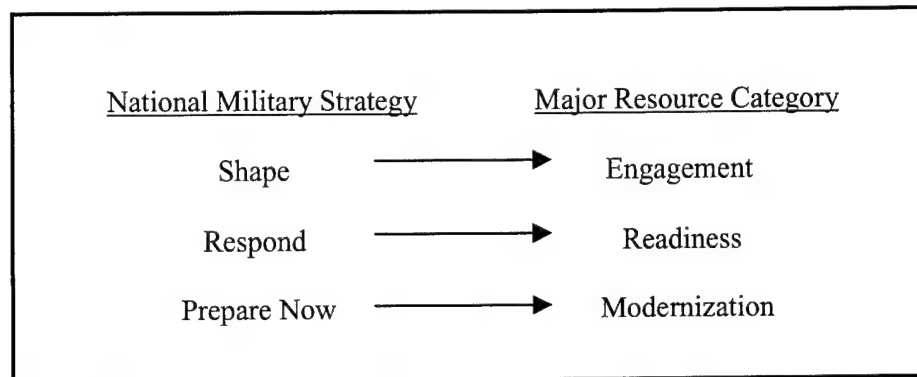 National Military Strategy Major Resource Category
Shape Engagement
Respond Readiness
Prepare Now Modernization